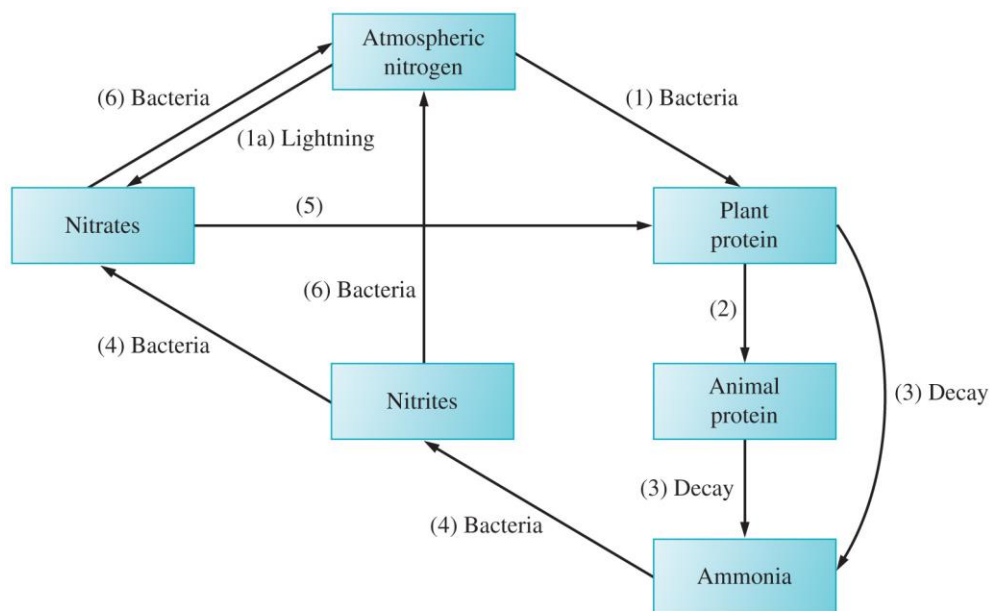 Atmospheric
nitrogen
(6) Bacteria
(1) Bacteria
(1a) Lightning
Nitrates
(5)
Plant
protein
(6) Bacteria
(2)
(4) Bacteria
Nitrites
Animal
protein
(3) Decay
(3) Decay
(4) Bacteria
Ammonia